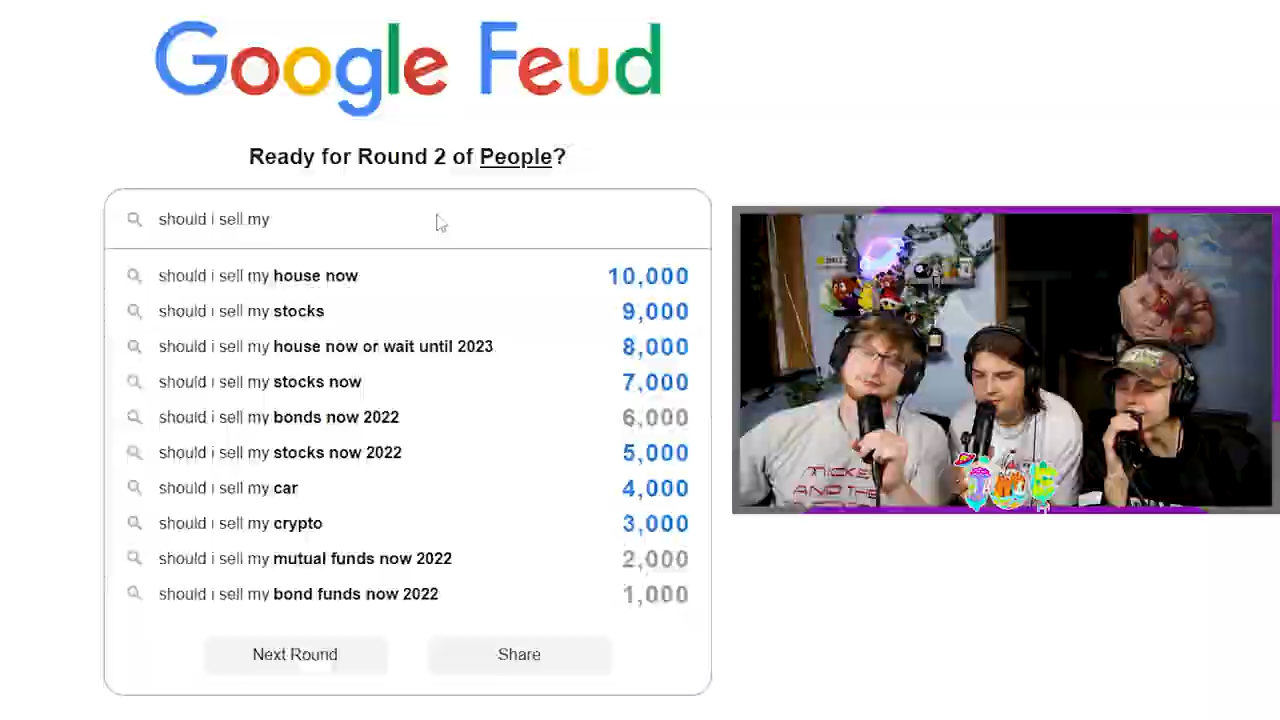 Google Feud
Ready for Round 2 of People?
should i sell my
should i sell my house now 10,000
should i sell my stocks 9,000
should i sell my house now or wait until 2023 8,000
should i sell my stocks now 7,000
should i sell my bonds now 2022 6,000
should i sell my stocks now 2022 5,000
should i sell my car 4,000
should i sell my crypto 3,000
should i sell my mutual funds now 2022 2,000
should i sell my bond funds now 2022 1,000
Next Round Share
AND THE